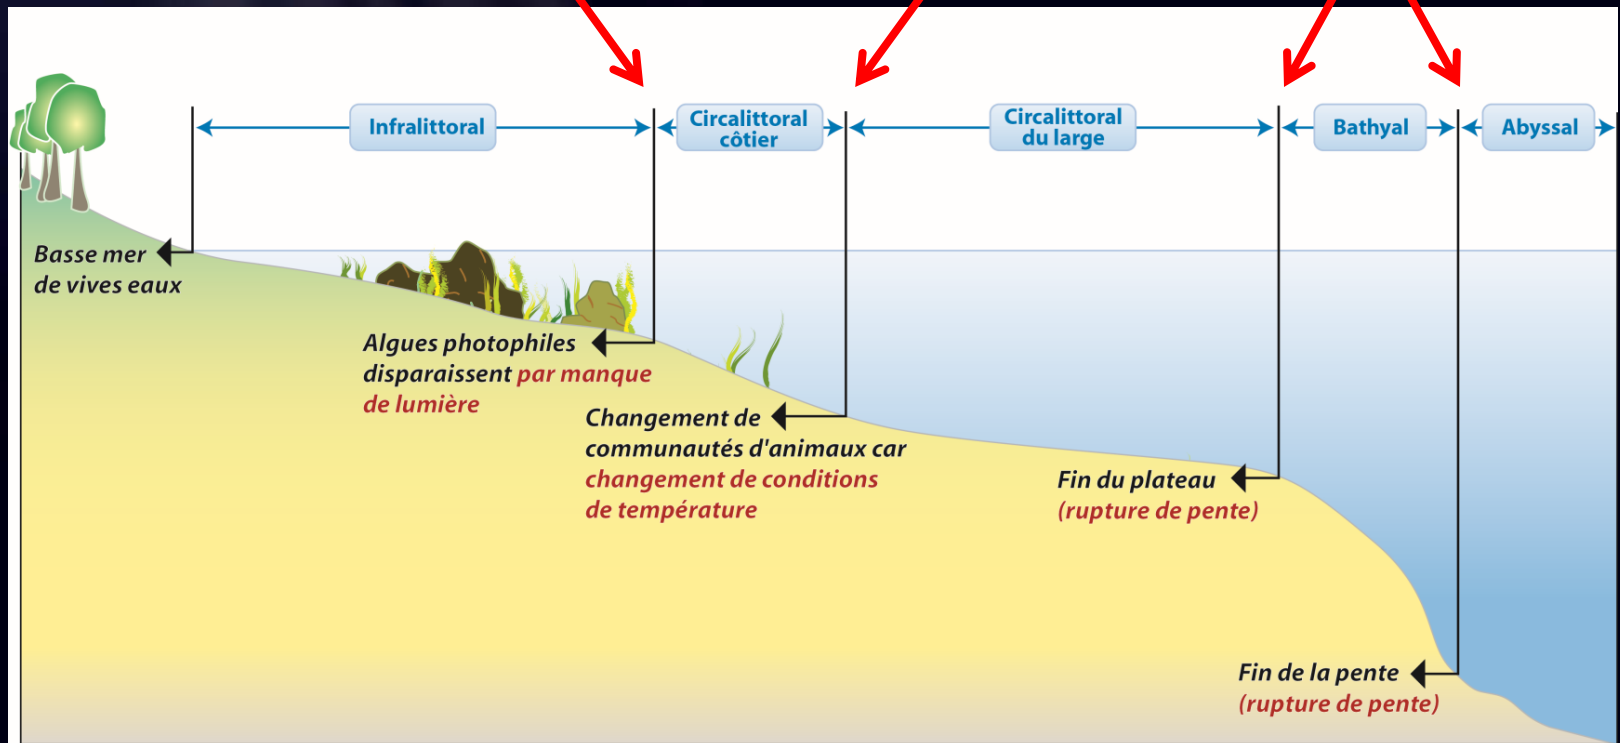 Infralittoral
Circalittoral
côtier
Circalittoral
du large
Bathyal
Abyssal
Basse mer
de vives eaux
Algues photophiles
disparaissent par manque
de lumière
Changement de
communautés d'animaux car
changement de conditions
de température
Fin du plateau
(rupture de pente)
Fin de la pente
(rupture de pente)